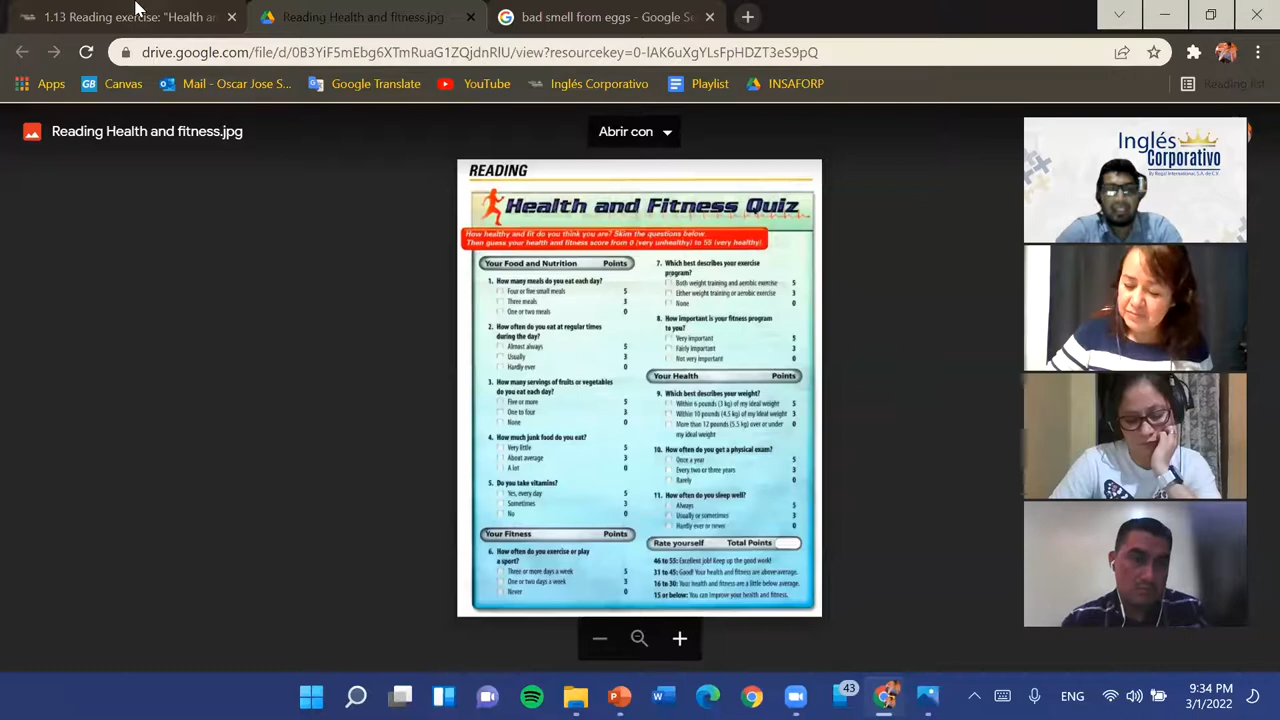 1.13 Reading exercise: "Health an
Reading Health and fitness.jpg
bad smell from eggs - Google Se
drive.google.com/file/d/0B3YiF5mEbg6XTmRuaG1ZQjdnRlU/view?resourcekey=0-lAK6uXgYLsFpHDZT3eS9pQ
Apps
Canvas
Mail - Oscar Jose S...
Google Translate
YouTube
Inglés Corporativo
Playlist
INSAFORP
Reading list
Reading Health and fitness.jpg
Abrir con
READING
Health and Fitness Quiz
How healthy and fit do you think you are? Skim the questions below.
Then guess your health and fitness score from 0 (very unhealthy) to 55 (very healthy).
Your Food and Nutrition Points
1. How many meals do you eat each day?
Four or five small meals 5
Three meals 3
One or two meals 0
2. How often do you eat at regular times
during the day?
Almost always 5
Usually 3
Hardly ever 0
3. How many servings of fruits or vegetables
do you eat each day?
Five or more 5
One to four 3
None 0
4. How much junk food do you eat?
Very little 5
About average 3
A lot 0
5. Do you take vitamins?
Yes, every day 5
Sometimes 3
No 0
Your Fitness Points
6. How often do you exercise or play
a sport?
Three or more days a week 5
One or two days a week 3
Never 0
7. Which best describes your exercise
program?
Both weight training and aerobic exercise 5
Either weight training or aerobic exercise 3
None 0
8. How important is your fitness program
to you?
Very important 5
Fairly important 3
Not very important 0
Your Health Points
9. Which best describes your weight?
Within 6 pounds (3 kg) of my ideal weight 5
Within 10 pounds (4.5 kg) of my ideal weight 3
More than 12 pounds (5.5 kg) over or under 0
my ideal weight
10. How often do you get a physical exam?
Once a year 5
Every two or three years 3
Rarely 0
11. How often do you sleep well?
Always 5
Usually or sometimes 3
Hardly ever or never 0
Rate yourself Total Points
46 to 55: Excellent job! Keep up the good work!
31 to 45: Good! Your health and fitness are above average.
16 to 30: Your health and fitness are a little below average.
15 or below: You can improve your health and fitness.
Inglés
Corporativo
By Regal International S.A. de C.V.
43
ENG
9:34 PM
3/1/2022